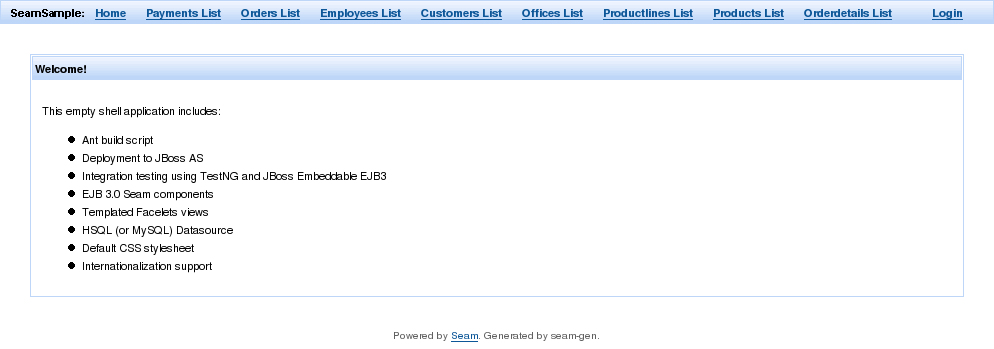 SeamSample: Home Payments List Orders List Employees List Customers List Offices List Productlines List Products List Orderdetails List Login
Welcome!
This empty shell application includes:
Ant build script
Deployment to JBoss AS
Integration testing using TestNG and JBoss Embeddable EJB3
EJB 3.0 Seam components
Templated Facelets views
HSQL (or MySQL) Datasource
Default CSS stylesheet
Internationalization support
Powered by Seam. Generated by seam-gen.